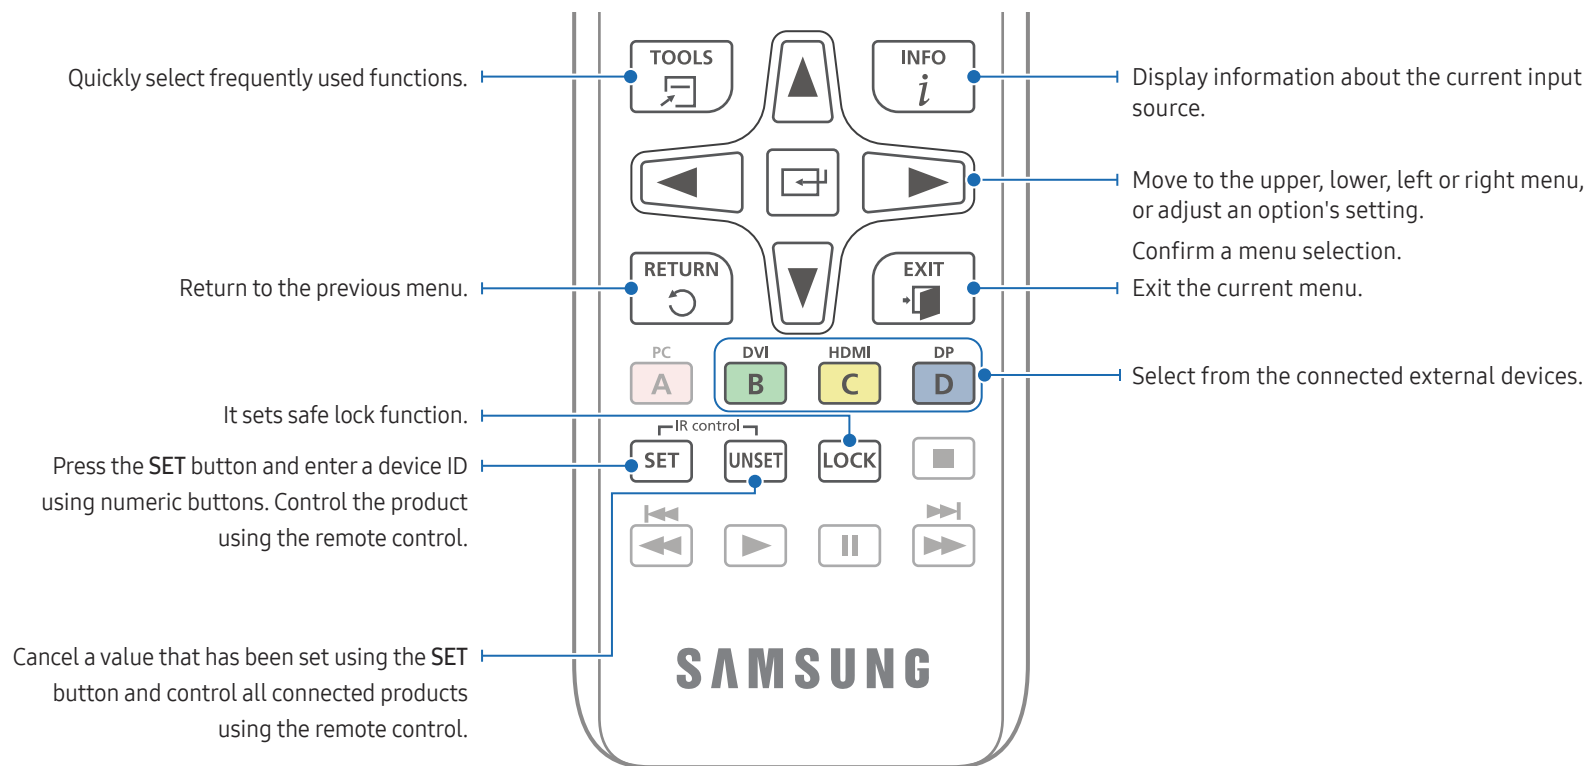 TOOLS
INFO
i
Quickly select frequently used functions.
Display information about the current input
source.
Move to the upper, lower, left or right menu,
or adjust an option's setting.
Confirm a menu selection.
RETURN
EXIT
Return to the previous menu.
Exit the current menu.
PC
DVI
HDMI
DP
A
B
C
D
Select from the connected external devices.
It sets safe lock function.
IR control
SET
UNSET
LOCK
Press the SET button and enter a device ID
using numeric buttons. Control the product
using the remote control.
Cancel a value that has been set using the SET
button and control all connected products
using the remote control.
SAMSUNG